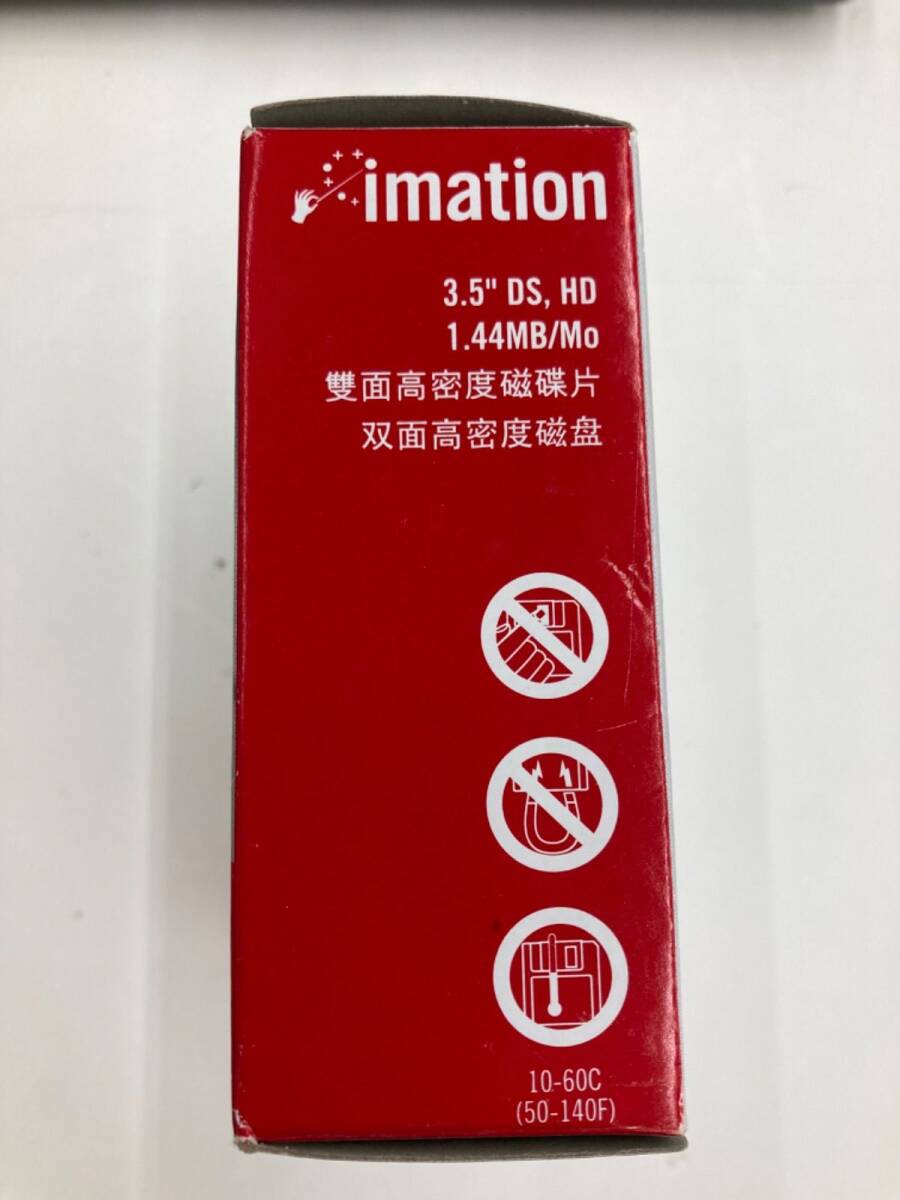 imation
3.5" DS, HD
1.44MB/Mo
雙面高密度磁碟片
双面高密度磁盘
10-60C
(50-140F)